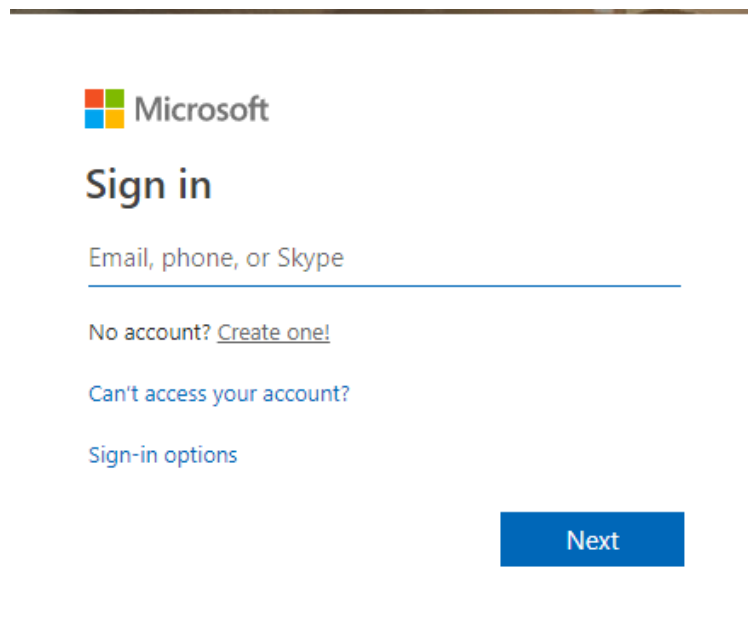 Microsoft
Sign in
Email, phone, or Skype
No account? Create one!
Can't access your account?
Sign-in options
Next